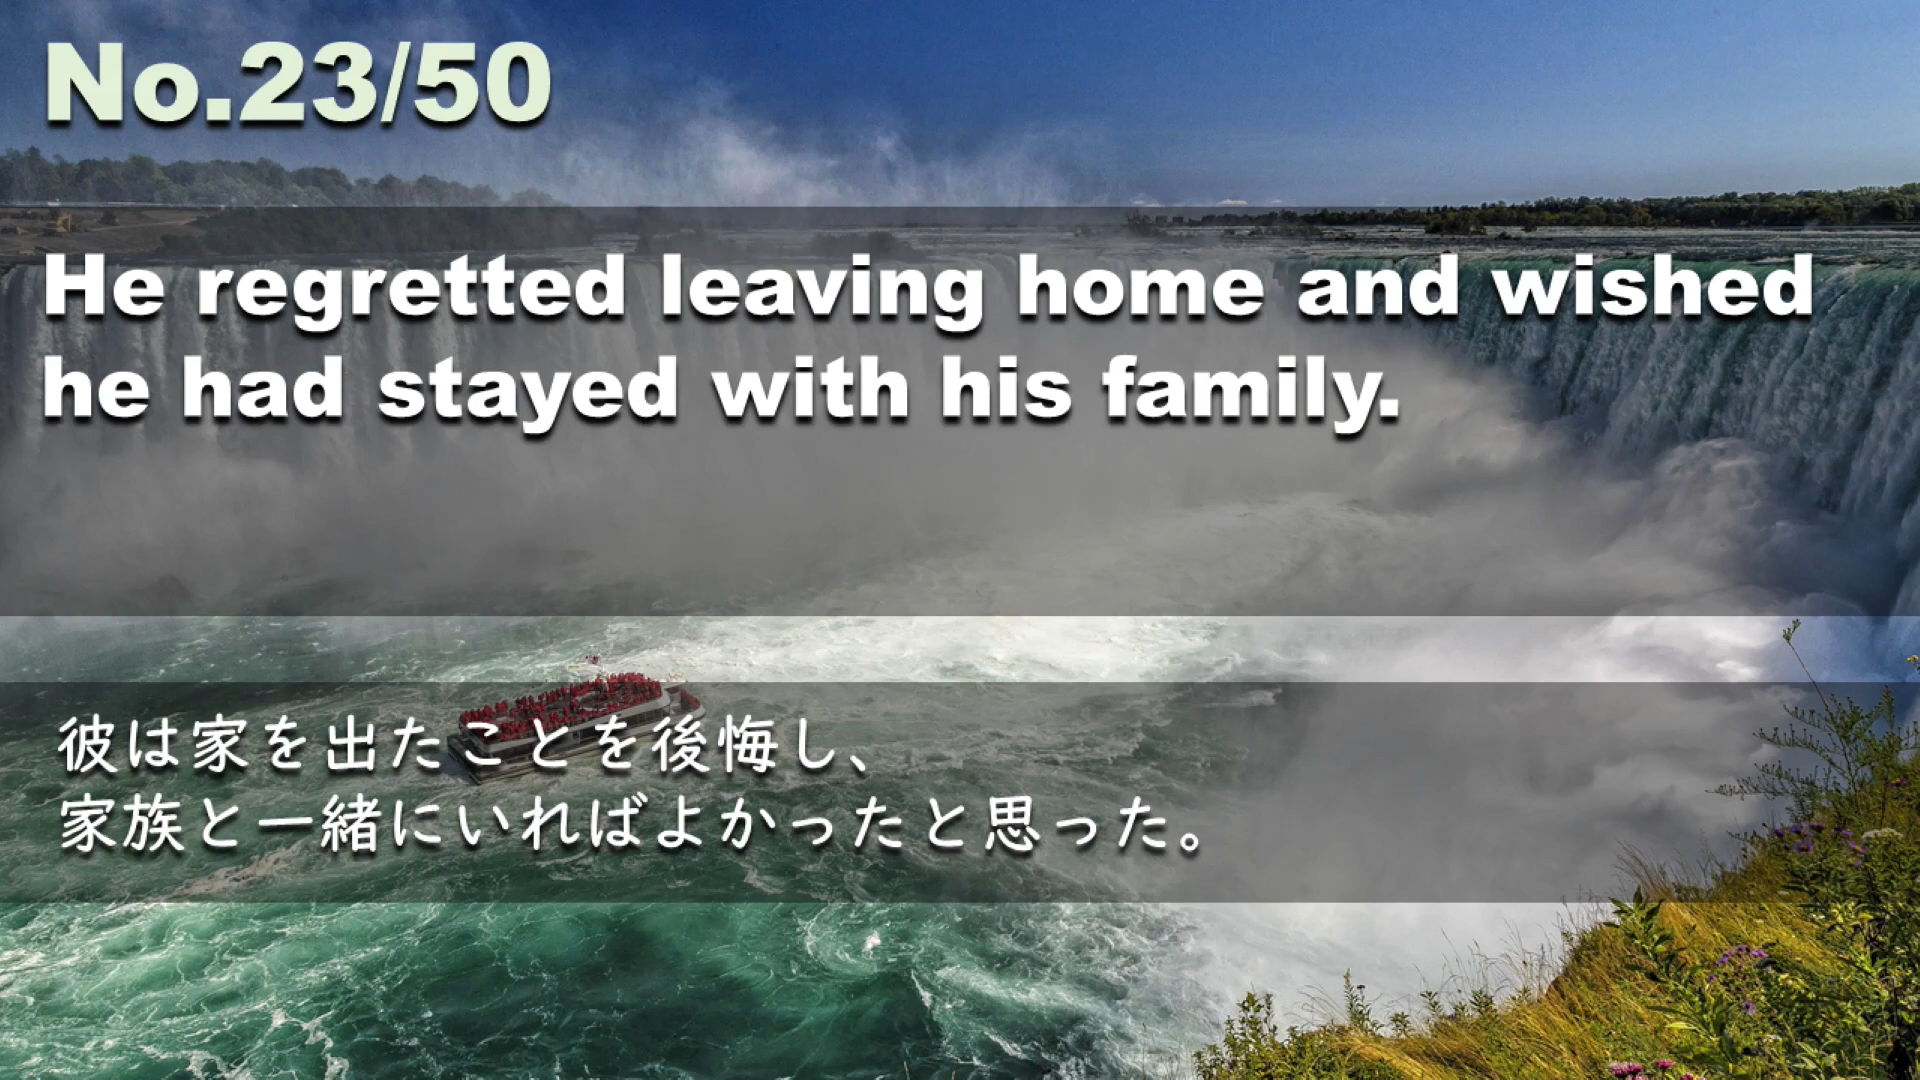 No.23/50
He regretted leaving home and wished
he had stayed with his family.
彼は家を出たことを後悔し、
家族と一緒にいればよかったと思った。